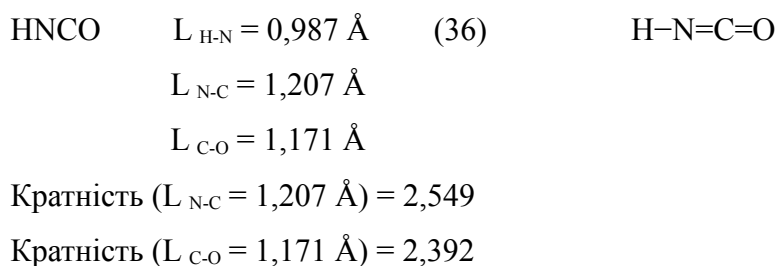 HNCO L H-N = 0,987 Å (36) H−N=C=O
L N-C = 1,207 Å
L C-O = 1,171 Å
Кратність (L N-C = 1,207 Å) = 2,549
Кратність (L C-O = 1,171 Å) = 2,392